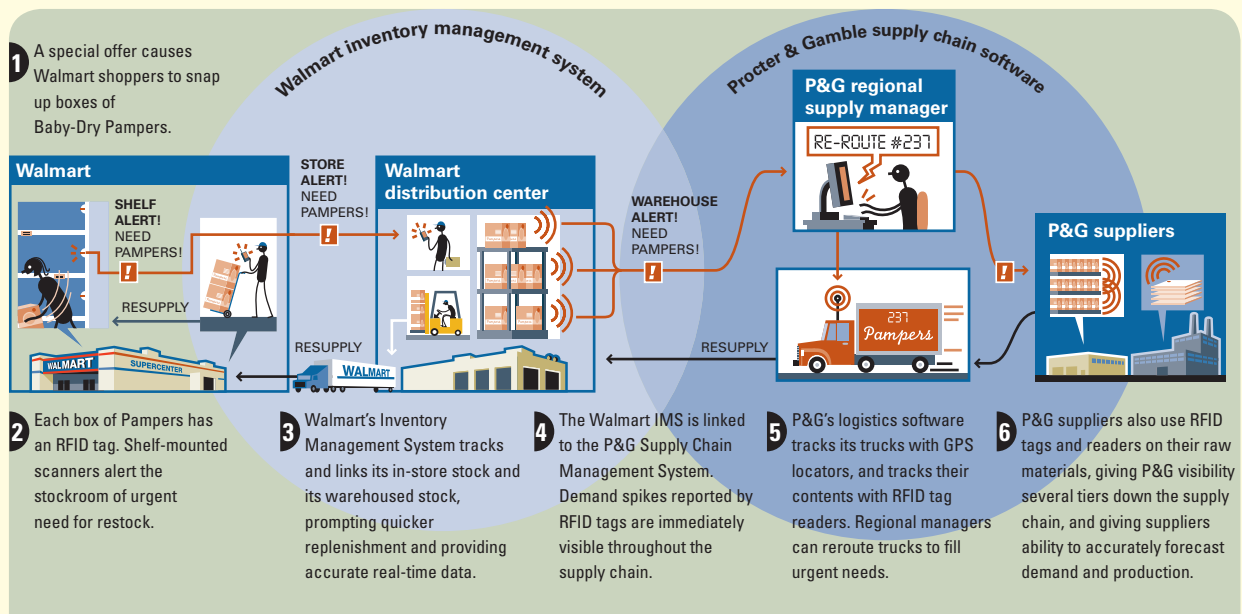 Walmart inventory management system
Procter & Gamble supply chain software
1
A special offer causes
Walmart shoppers to snap
up boxes of
Baby-Dry Pampers.
Walmart
SHELF
ALERT!
NEED
PAMPERS!
!
RESUPPLY
WALMART
SUPERCENTER
STORE
ALERT!
NEED
PAMPERS!
!
Walmart
distribution center
RESUPPLY
WALMART
WAREHOUSE
ALERT!
NEED
PAMPERS!
!
RESUPPLY
P&G regional
supply manager
RE-ROUTE #237
237
Pampers
!
P&G suppliers
2
Each box of Pampers has
an RFID tag. Shelf-mounted
scanners alert the
stockroom of urgent
need for restock.
3
Walmart's Inventory
Management System tracks
and links its in-store stock and
its warehoused stock,
prompting quicker
replenishment and providing
accurate real-time data.
4
The Walmart IMS is linked
to the P&G Supply Chain
Management System.
Demand spikes reported by
RFID tags are immediately
visible throughout the
supply chain.
5
P&G's logistics software
tracks its trucks with GPS
locators, and tracks their
contents with RFID tag
readers. Regional managers
can reroute trucks to fill
urgent needs.
6
P&G suppliers also use RFID
tags and readers on their raw
materials, giving P&G visibility
several tiers down the supply
chain, and giving suppliers
ability to accurately forecast
demand and production.